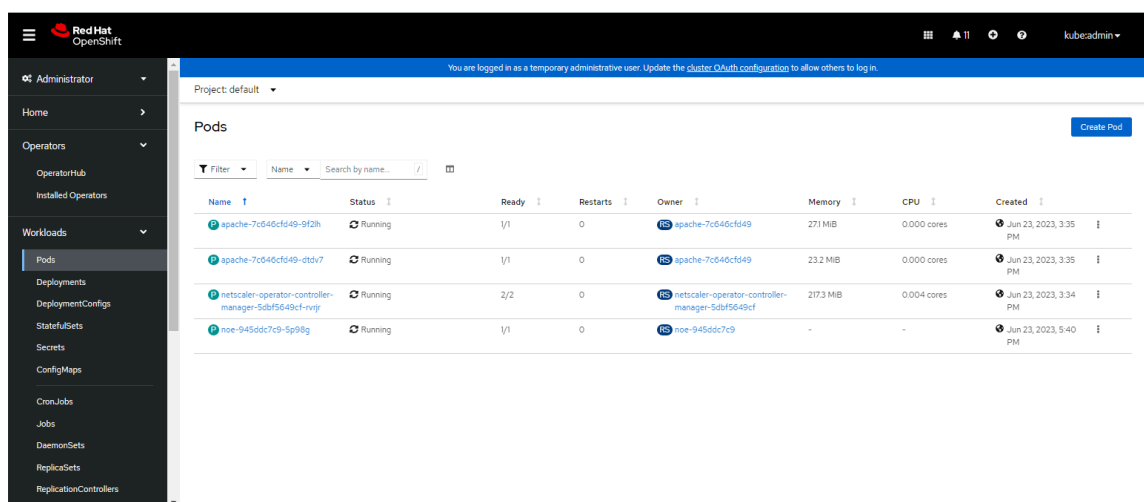 Red Hat
OpenShift
11
kube:admin
You are logged in as a temporary administrative user. Update the cluster OAuth configuration to allow others to log in.
Administrator
Home
Operators
OperatorHub
Installed Operators
Workloads
Pods
Deployments
DeploymentConfigs
StatefulSets
Secrets
ConfigMaps
CronJobs
Jobs
DaemonSets
ReplicaSets
ReplicationControllers
Project: default
Pods
Create Pod
Filter Name Search by name... /
Name Status Ready Restarts Owner Memory CPU Created
P apache-7c646cfd49-9f2lh Running 1/1 0 RS apache-7c646cfd49 27.1 MiB 0.000 cores Jun 23, 2023, 3:35
PM
P apache-7c646cfd49-dtdv7 Running 1/1 0 RS apache-7c646cfd49 23.2 MiB 0.000 cores Jun 23, 2023, 3:35
PM
P netscaler-operator-controller- Running 2/2 0 RS netscaler-operator-controller- 217.3 MiB 0.004 cores Jun 23, 2023, 3:34
manager-5dbf5649cf-rvrjr manager-5dbf5649cf PM
P noe-945ddc7c9-5p98g Running 1/1 0 RS noe-945ddc7c9 - - Jun 23, 2023, 5:40
PM